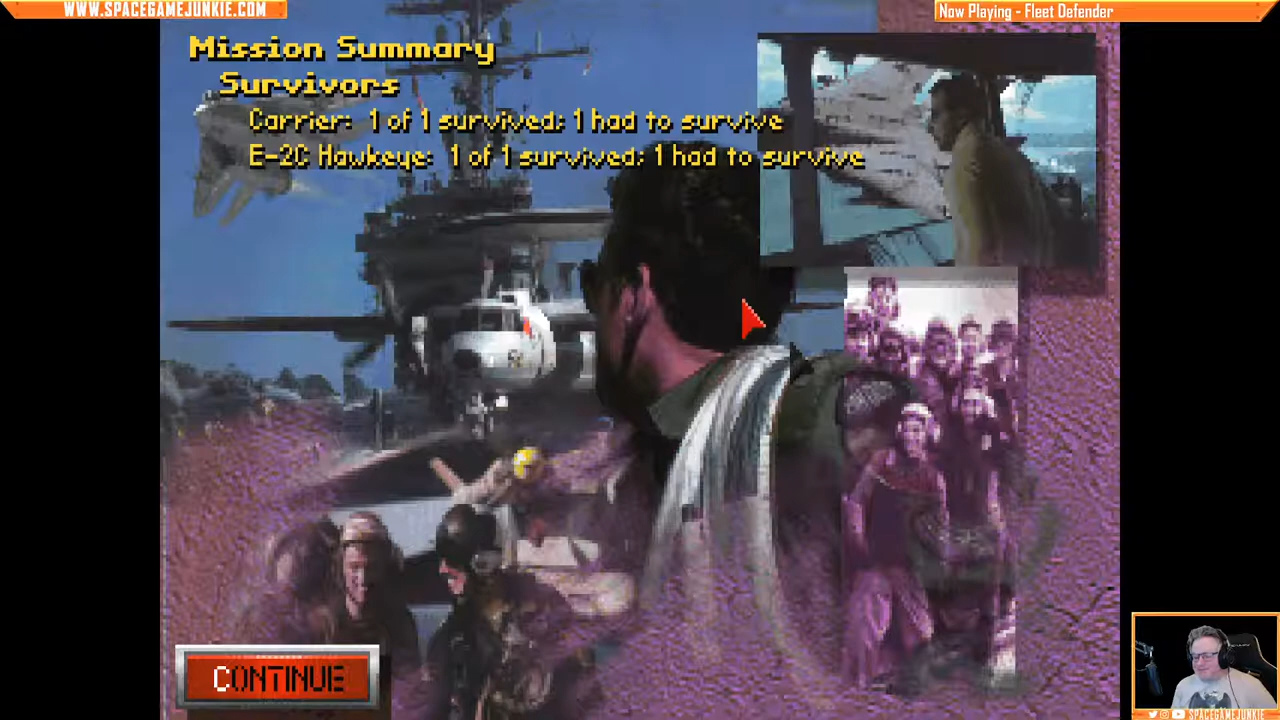 WWW.SPACEGAMEJUNKIE.COM
Now Playing - Fleet Defender
Mission Summary
Survivors
Carrier: 1 of 1 survived; 1 had to survive
E-2C Hawkeye: 1 of 1 survived; 1 had to survive
CONTINUE
SPACEGAMEJUNKIE